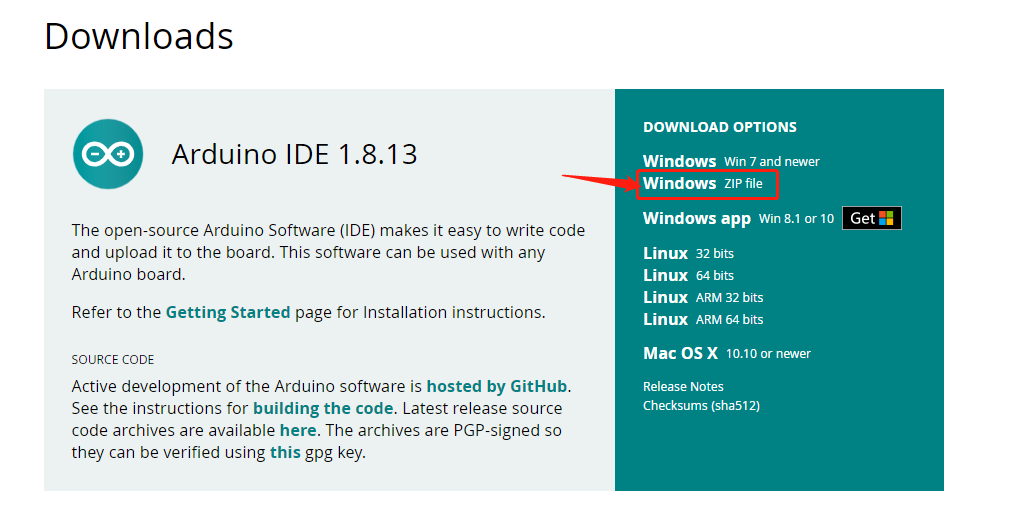 Downloads
Arduino IDE 1.8.13
The open-source Arduino Software (IDE) makes it easy to write code
and upload it to the board. This software can be used with any
Arduino board.
Refer to the Getting Started page for Installation instructions.
SOURCE CODE
Active development of the Arduino software is hosted by GitHub.
See the instructions for building the code. Latest release source
code archives are available here. The archives are PGP-signed so
they can be verified using this gpg key.
DOWNLOAD OPTIONS
Windows Win 7 and newer
Windows ZIP file
Windows app Win 8.1 or 10 Get
Linux 32 bits
Linux 64 bits
Linux ARM 32 bits
Linux ARM 64 bits
Mac OS X 10.10 or newer
Release Notes
Checksums (sha512)